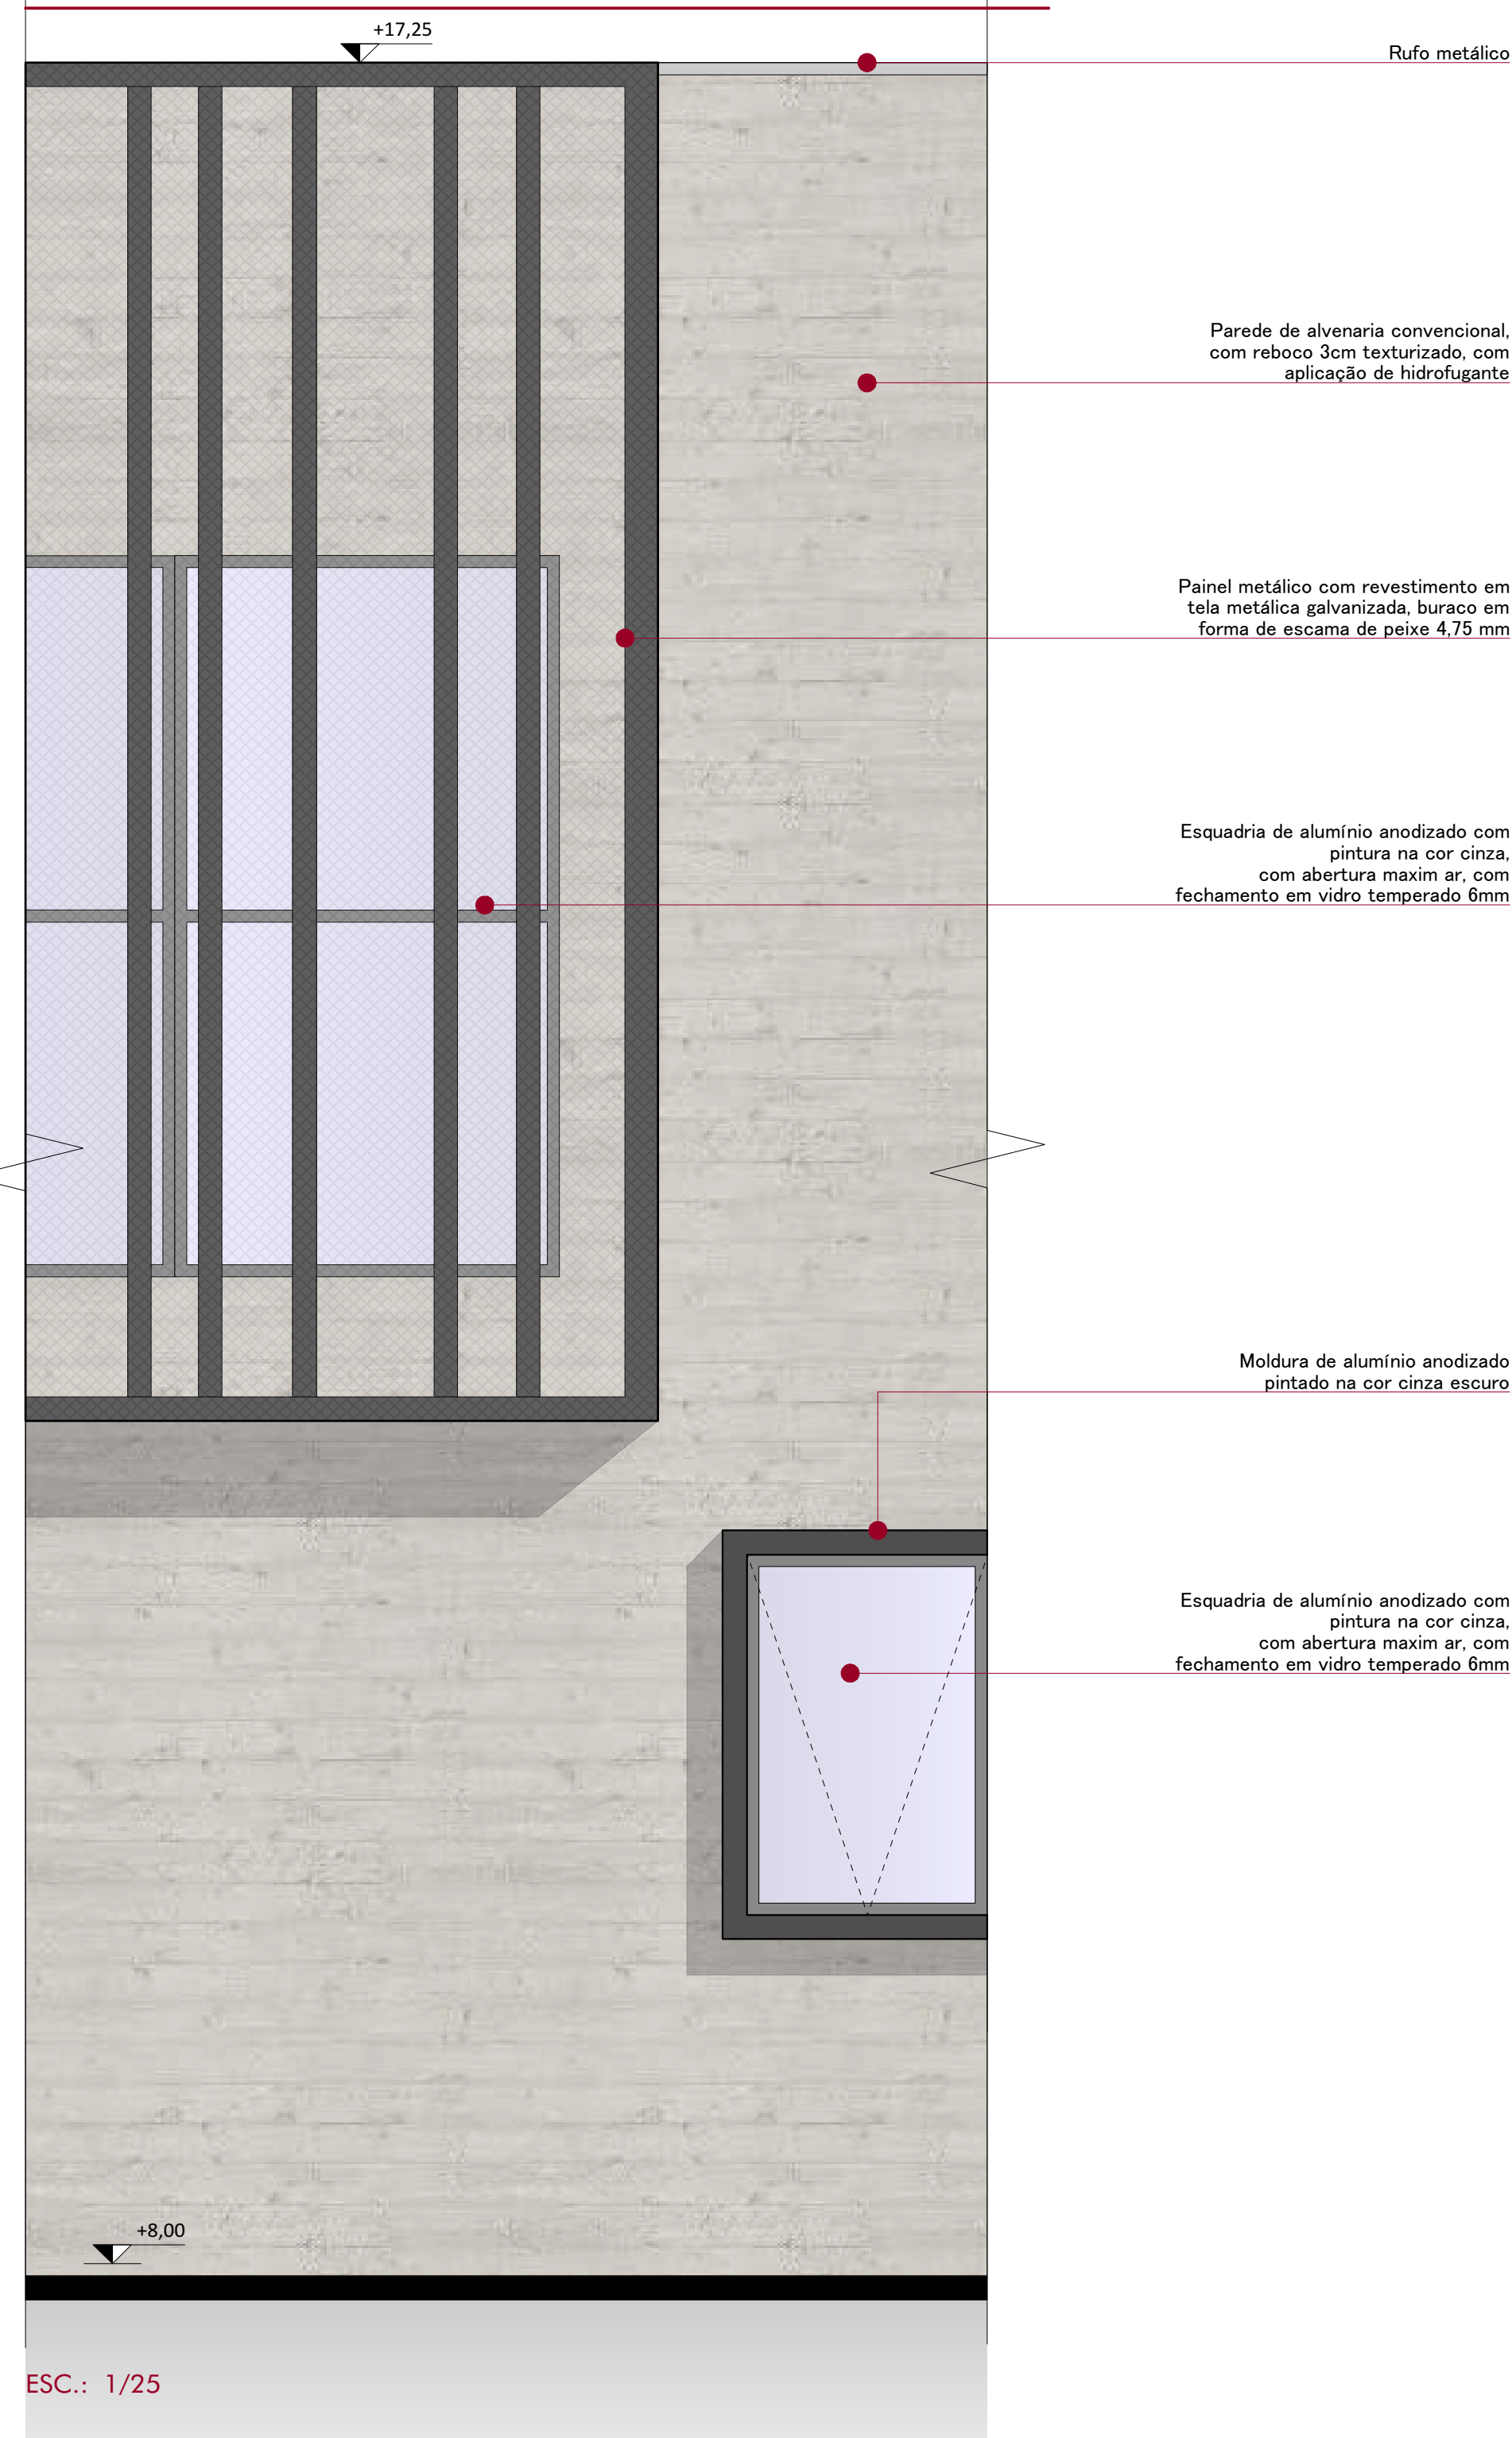 +17,25
Rufo metálico
Parede de alvenaria convencional,
com reboco 3cm texturizado, com
aplicação de hidrofugante
Painel metálico com revestimento em
tela metálica galvanizada, buraco em
forma de escama de peixe 4,75 mm
Esquadria de alumínio anodizado com
pintura na cor cinza,
com abertura maxim ar, com
fechamento em vidro temperado 6mm
Moldura de alumínio anodizado
pintado na cor cinza escuro
Esquadria de alumínio anodizado com
pintura na cor cinza,
com abertura maxim ar, com
fechamento em vidro temperado 6mm
+8,00
ESC.: 1/25